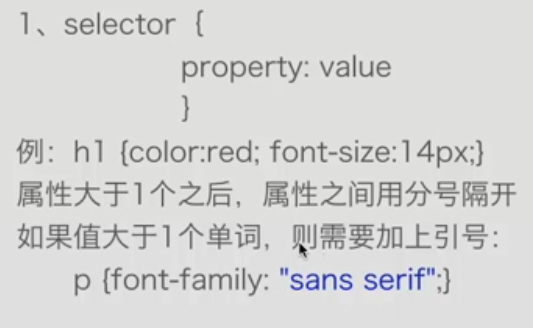 1、selector {
property: value
}
例：h1 {color:red; font-size:14px;}
属性大于1个之后，属性之间用分号隔开
如果值大于1个单词，则需要加上引号：
p {font-family: "sans serif";}